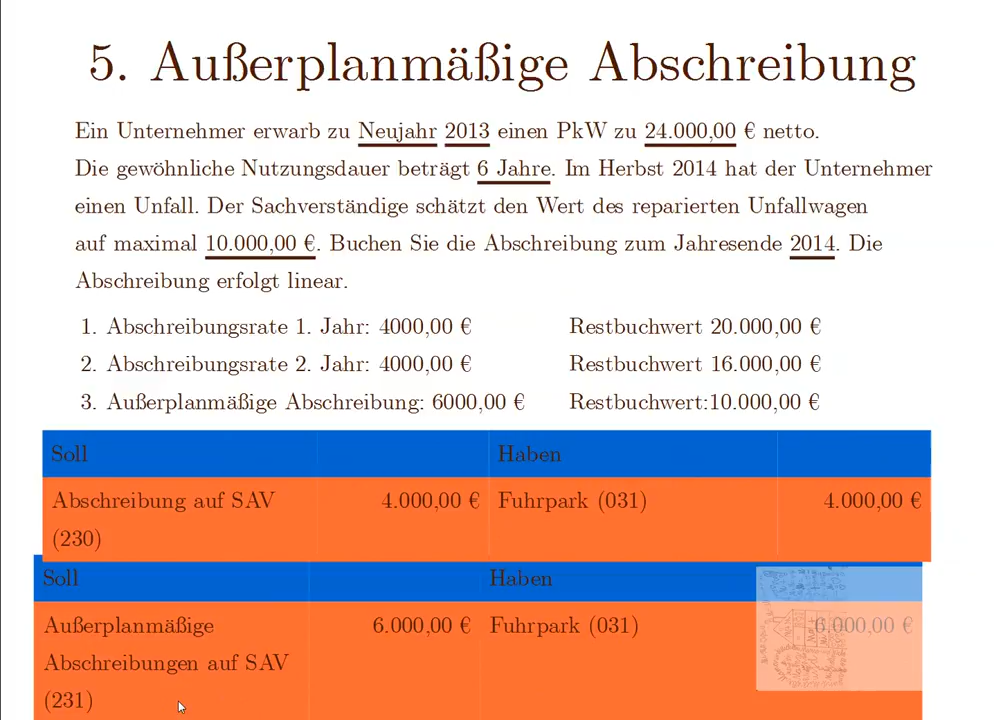 5. Außerplanmäßige Abschreibung
Ein Unternehmer erwarb zu Neujahr 2013 einen PkW zu 24.000,00 € netto.
Die gewöhnliche Nutzungsdauer beträgt 6 Jahre. Im Herbst 2014 hat der Unternehmer
einen Unfall. Der Sachverständige schätzt den Wert des reparierten Unfallwagen
auf maximal 10.000,00 €. Buchen Sie die Abschreibung zum Jahresende 2014. Die
Abschreibung erfolgt linear.
1. Abschreibungsrate 1. Jahr: 4000,00 € Restbuchwert 20.000,00 €
2. Abschreibungsrate 2. Jahr: 4000,00 € Restbuchwert 16.000,00 €
3. Außerplanmäßige Abschreibung: 6000,00 € Restbuchwert:10.000,00 €
Soll Haben
Abschreibung auf SAV 4.000,00 € Fuhrpark (031) 4.000,00 €
(230)
Soll Haben
Außerplanmäßige 6.000,00 € Fuhrpark (031) 6.000,00 €
Abschreibungen auf SAV
(231)